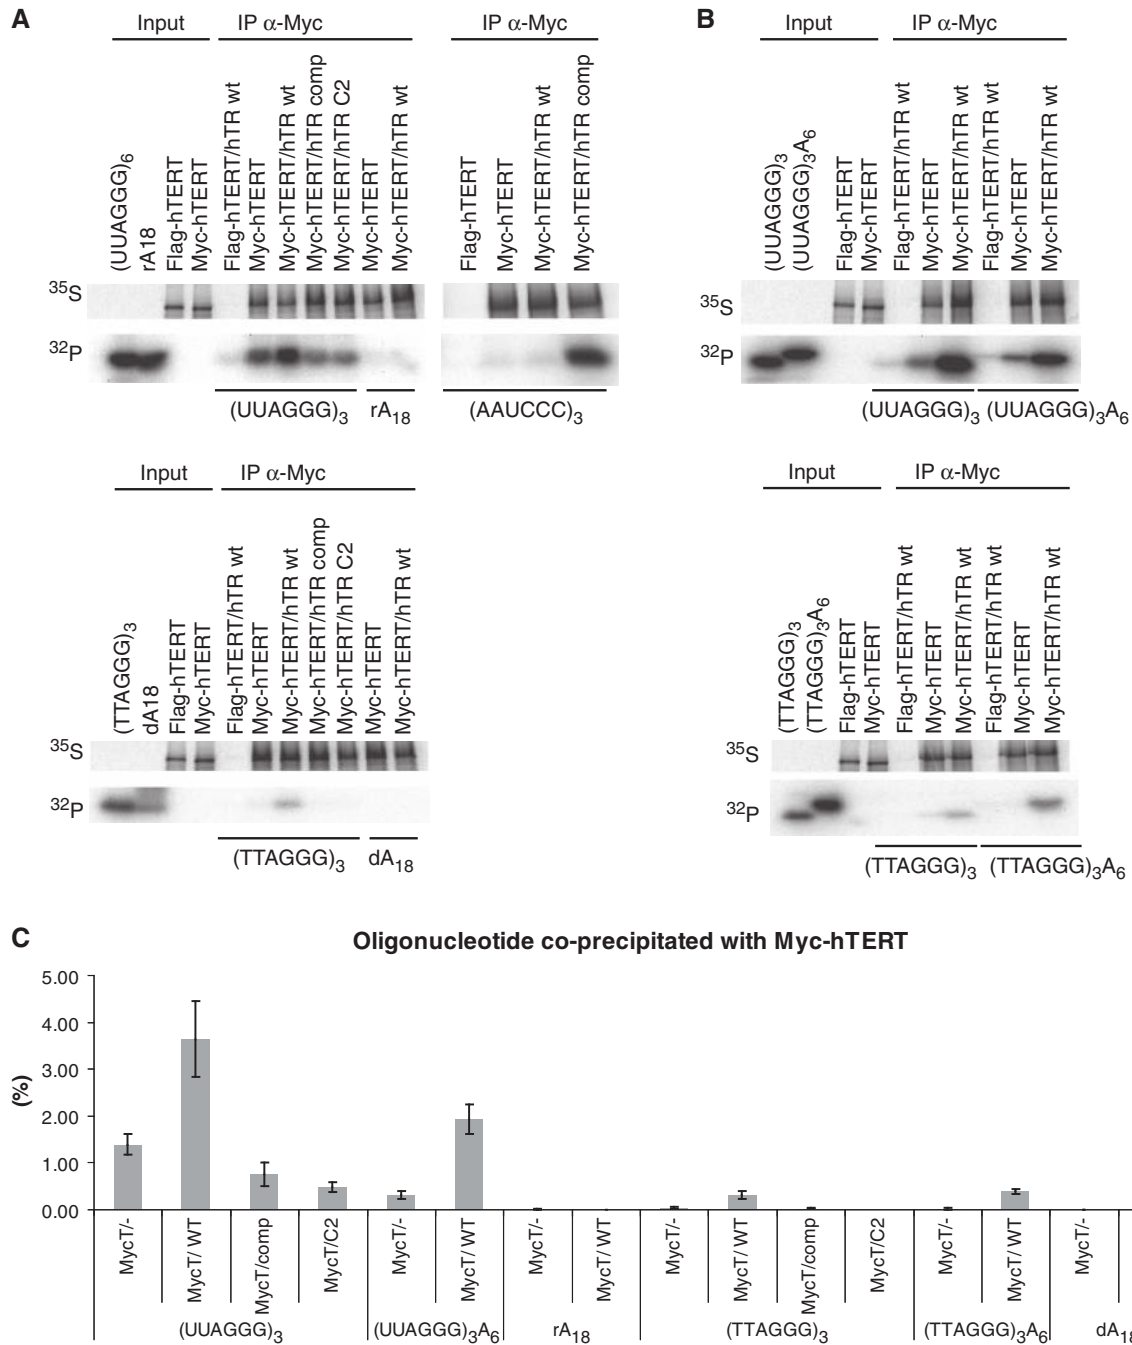 A
Input
IP α-Myc
IP α-Myc
(UUAGGG)6
rA18
Flag-hTERT
Myc-hTERT
Flag-hTERT/hTR wt
Myc-hTERT
Myc-hTERT/hTR wt
Myc-hTERT/hTR comp
Myc-hTERT/hTR C2
Myc-hTERT
Myc-hTERT/hTR wt
Flag-hTERT
Myc-hTERT
Myc-hTERT/hTR wt
Myc-hTERT/hTR comp
35S
32P
(UUAGGG)3
rA18
(AAUCCC)3
B
Input
IP α-Myc
(UUAGGG)3
(UUAGGG)3A6
Flag-hTERT
Myc-hTERT
Flag-hTERT/hTR wt
Myc-hTERT
Myc-hTERT/hTR wt
Flag-hTERT/hTR wt
Myc-hTERT
Myc-hTERT/hTR wt
35S
32P
(UUAGGG)3
(UUAGGG)3A6
Input
IP α-Myc
(TTAGGG)3
dA18
Flag-hTERT
Myc-hTERT
Flag-hTERT/hTR wt
Myc-hTERT
Myc-hTERT/hTR wt
Myc-hTERT/hTR comp
Myc-hTERT/hTR C2
Myc-hTERT
Myc-hTERT/hTR wt
35S
32P
(TTAGGG)3
dA18
Input
IP α-Myc
(TTAGGG)3
(TTAGGG)3A6
Flag-hTERT
Myc-hTERT
Flag-hTERT/hTR wt
Myc-hTERT
Myc-hTERT/hTR wt
Flag-hTERT/hTR wt
Myc-hTERT
Myc-hTERT/hTR wt
35S
32P
(TTAGGG)3
(TTAGGG)3A6
C
Oligonucleotide co-precipitated with Myc-hTERT
(%)
5.00
4.00
3.00
2.00
1.00
0.00
MycT/-
MycT/ WT
MycT/comp
MycT/C2
MycT/-
MycT/ WT
MycT/-
MycT/ WT
MycT/-
MycT/ WT
MycT/comp
MycT/C2
MycT/-
MycT/ WT
MycT/-
(UUAGGG)3
(UUAGGG)3A6
rA18
(TTAGGG)3
(TTAGGG)3A6
dA18